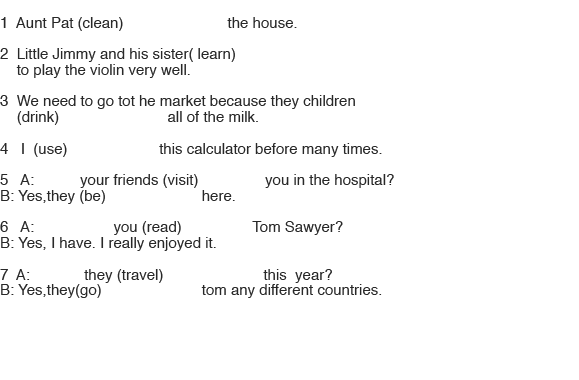 1 Aunt Pat (clean) the house.
2 Little Jimmy and his sister( learn)
to play the violin very well.
3 We need to go tot he market because they children
(drink) all of the milk.
4 I (use) this calculator before many times.
5 A: your friends (visit) you in the hospital?
B: Yes,they (be) here.
6 A: you (read) Tom Sawyer?
B: Yes, I have. I really enjoyed it.
7 A: they (travel) this year?
B: Yes,they(go) tom any different countries.